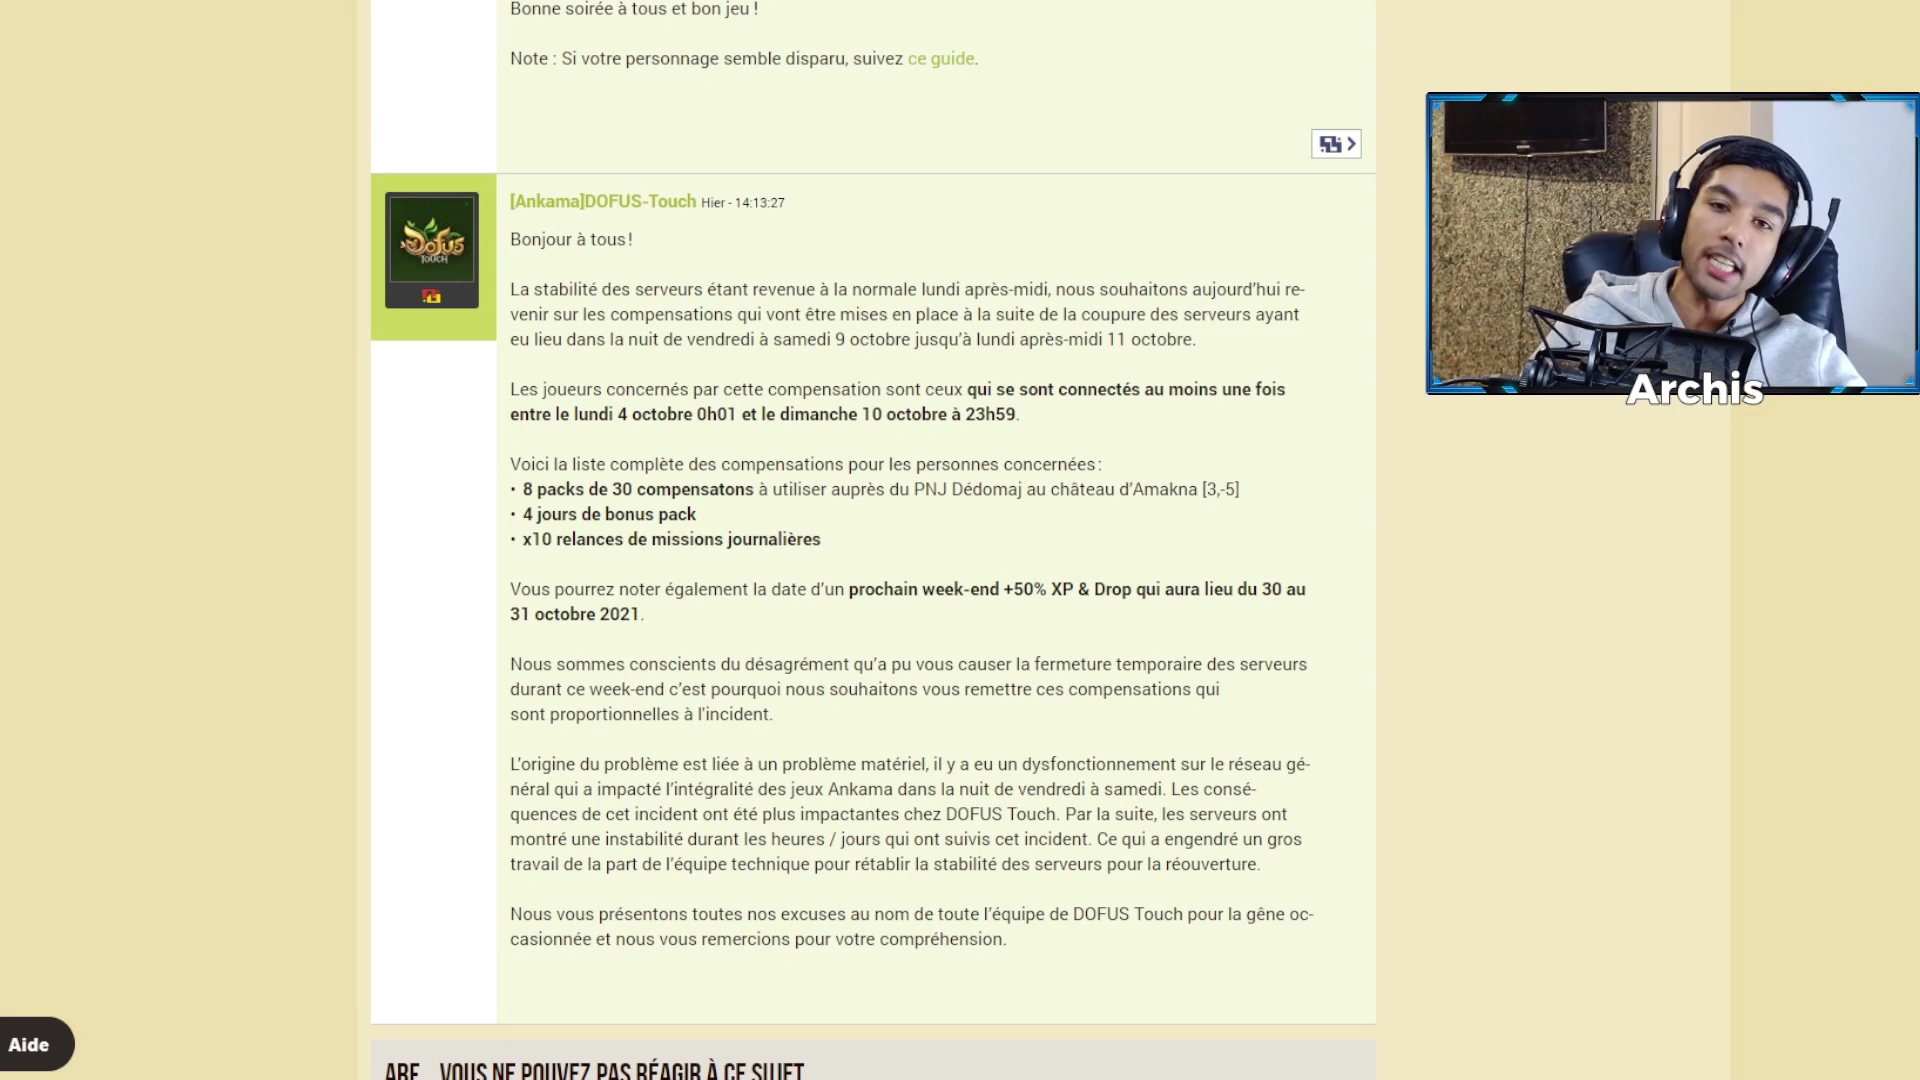 Bonne soirée à tous et bon jeu !
Note : Si votre personnage semble disparu, suivez ce guide.
[Ankama]DOFUS-Touch Hier - 14:13:27
DOFUS
TOUCH
Bonjour à tous !
La stabilité des serveurs étant revenue à la normale lundi après-midi, nous souhaitons aujourd’hui re-
venir sur les compensations qui vont être mises en place à la suite de la coupure des serveurs ayant
eu lieu dans la nuit de vendredi à samedi 9 octobre jusqu’à lundi après-midi 11 octobre.
Les joueurs concernés par cette compensation sont ceux qui se sont connectés au moins une fois
entre le lundi 4 octobre 0h01 et le dimanche 10 octobre à 23h59.
Voici la liste complète des compensations pour les personnes concernées :
• 8 packs de 30 compensatons à utiliser auprès du PNJ Dédomaj au château d’Amakna [3,-5]
• 4 jours de bonus pack
• x10 relances de missions journalières
Vous pourrez noter également la date d’un prochain week-end +50% XP & Drop qui aura lieu du 30 au
31 octobre 2021.
Nous sommes conscients du désagrément qu’a pu vous causer la fermeture temporaire des serveurs
durant ce week-end c’est pourquoi nous souhaitons vous remettre ces compensations qui
sont proportionnelles à l’incident.
L’origine du problème est liée à un problème matériel, il y a eu un dysfonctionnement sur le réseau gé-
néral qui a impacté l’intégralité des jeux Ankama dans la nuit de vendredi à samedi. Les consé-
quences de cet incident ont été plus impactantes chez DOFUS Touch. Par la suite, les serveurs ont
montré une instabilité durant les heures / jours qui ont suivis cet incident. Ce qui a engendré un gros
travail de la part de l’équipe technique pour rétablir la stabilité des serveurs pour la réouverture.
Nous vous présentons toutes nos excuses au nom de toute l’équipe de DOFUS Touch pour la gêne oc-
casionnée et nous vous remercions pour votre compréhension.
Archis
Aide
ARF... VOUS NE POUVEZ PAS RÉAGIR À CE SUJET